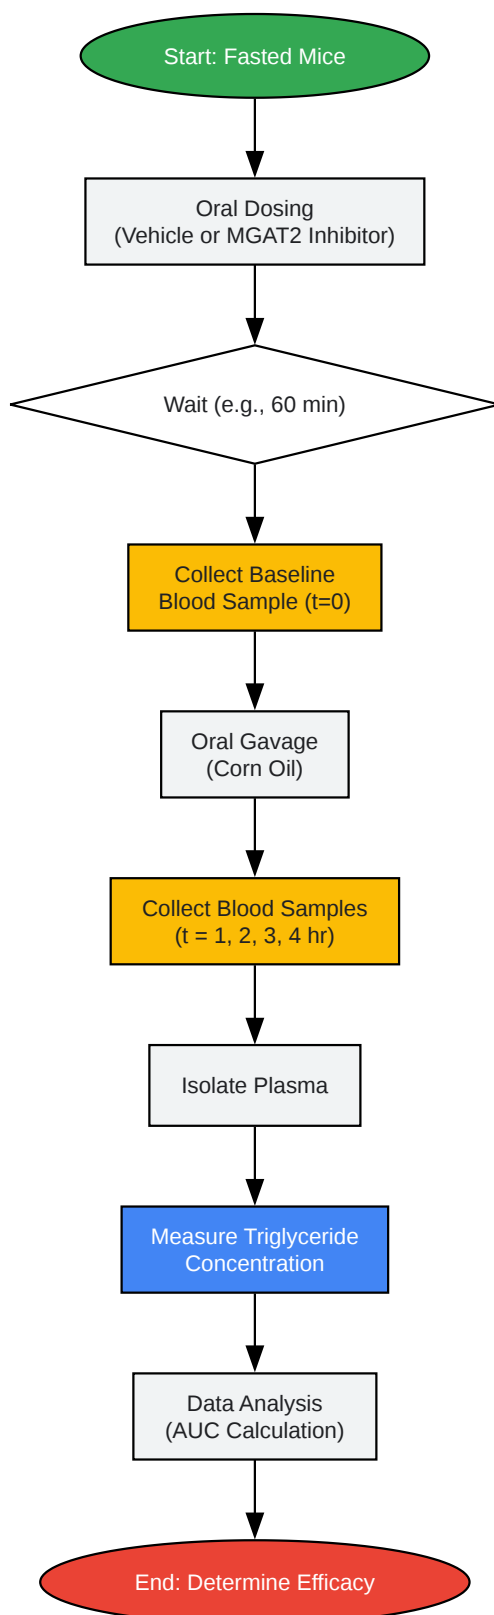 Start: Fasted Mice
Oral Dosing
(Vehicle or MGAT2 Inhibitor)
Wait (e.g., 60 min)
Collect Baseline
Blood Sample (t=0)
Oral Gavage
(Corn Oil)
Collect Blood Samples
(t = 1, 2, 3, 4 hr)
Isolate Plasma
Measure Triglyceride
Concentration
Data Analysis
(AUC Calculation)
End: Determine Efficacy